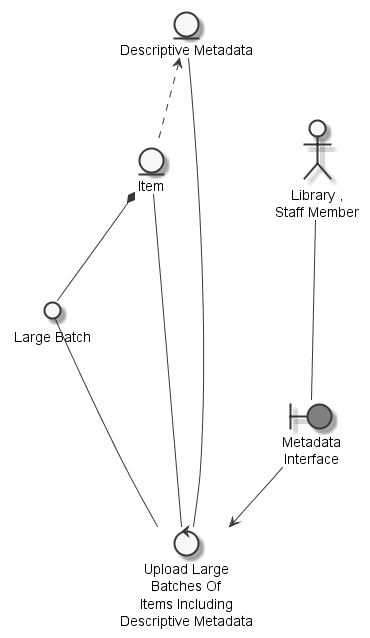 Descriptive Metadata
Item
Library ,
Staff Member
Large Batch
Metadata
Interface
Upload Large
Batches Of
Items Including
Descriptive Metadata